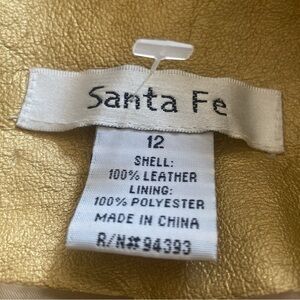 Santa Fe
12
SHELL:
100% LEATHER
LINING:
100% POLYESTER
MADE IN CHINA
R/N# 94393